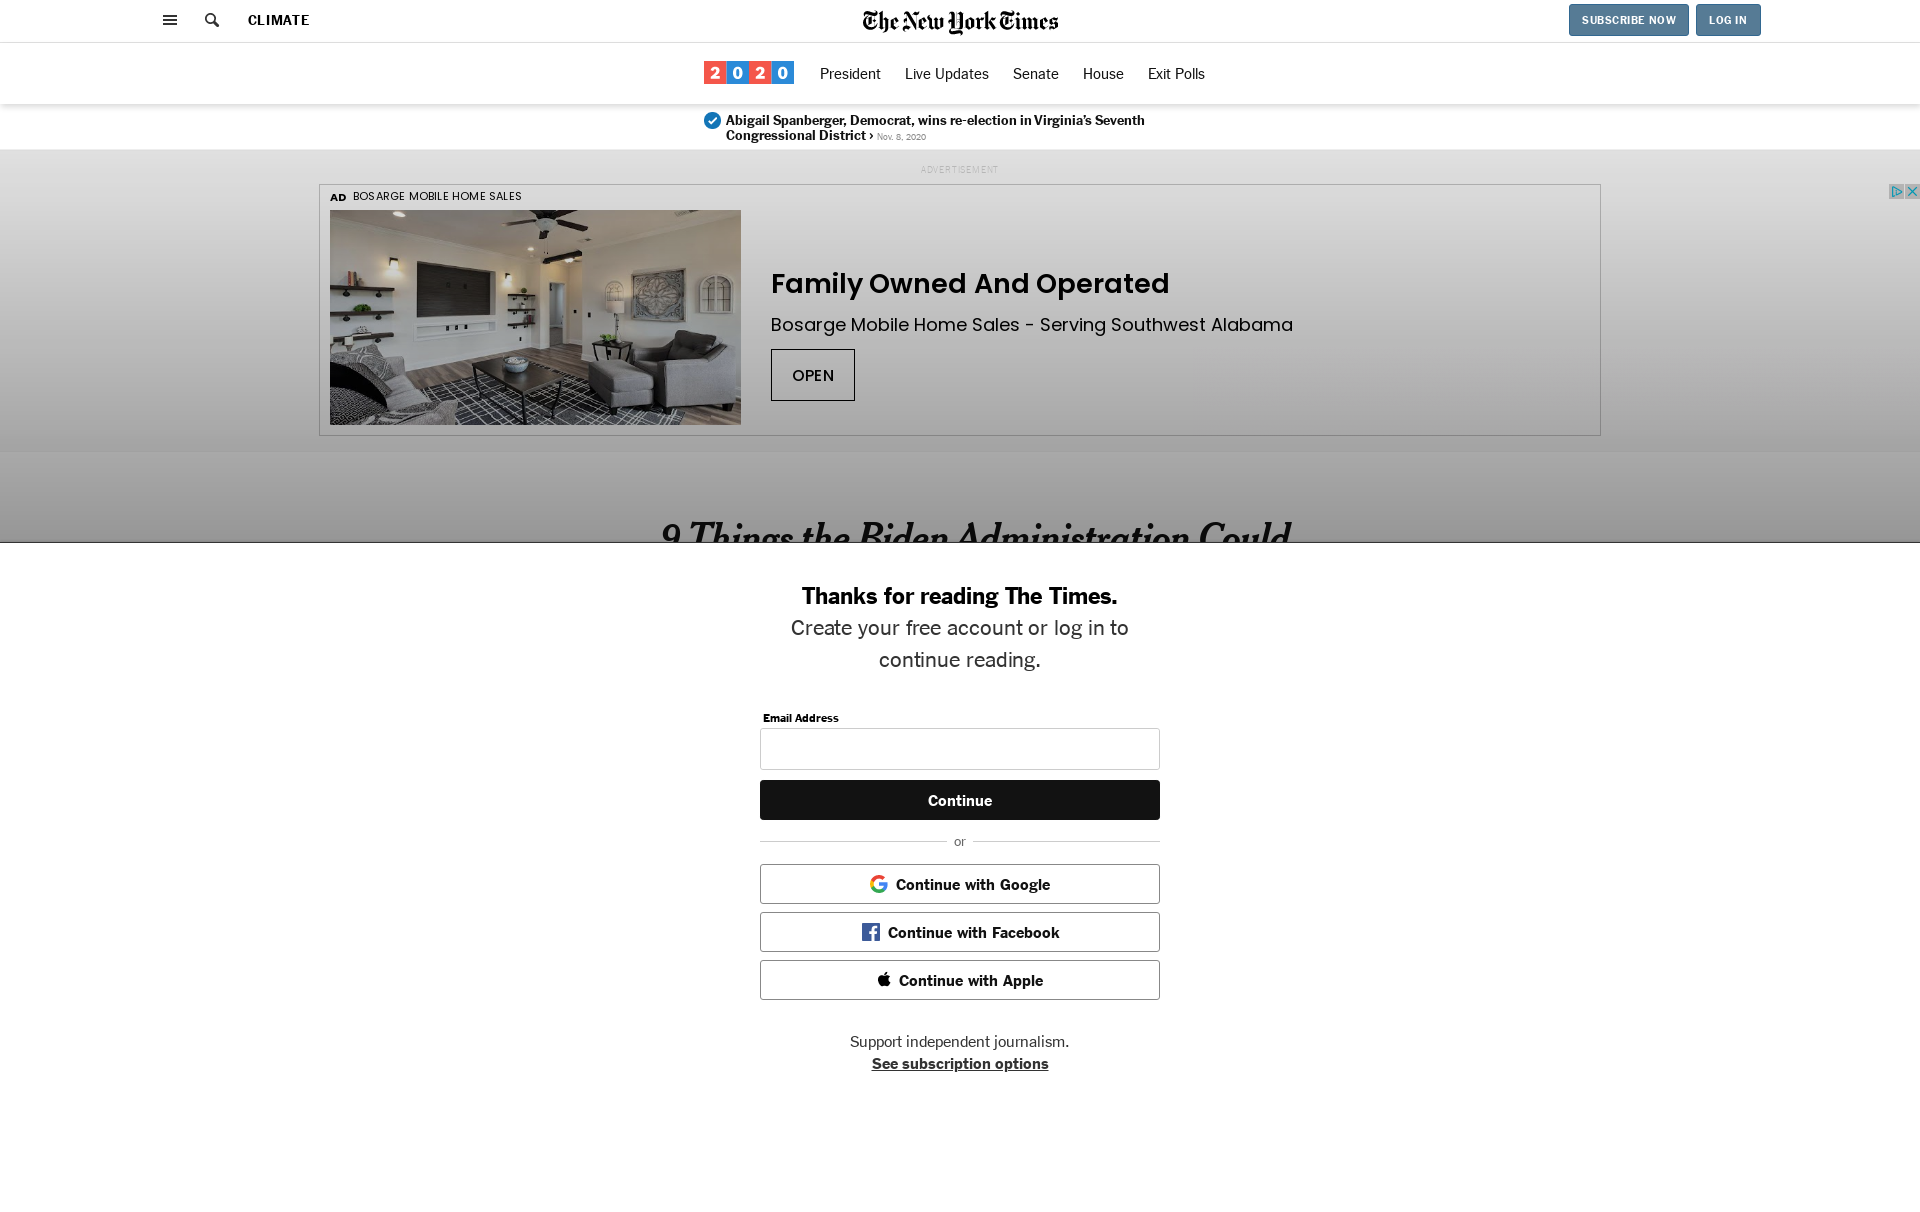 CLIMATE
The New York Times
SUBSCRIBE NOW
LOG IN
2020
President
Live Updates
Senate
House
Exit Polls
Abigail Spanberger, Democrat, wins re-election in Virginia's Seventh
Congressional District › Nov. 8, 2020
ADVERTISEMENT
AD BOSARGE MOBILE HOME SALES
Family Owned And Operated
Bosarge Mobile Home Sales - Serving Southwest Alabama
OPEN
9 Things the Biden Administration Could
Thanks for reading The Times.
Create your free account or log in to
continue reading.
Email Address
Continue
or
Continue with Google
Continue with Facebook
Continue with Apple
Support independent journalism.
See subscription options